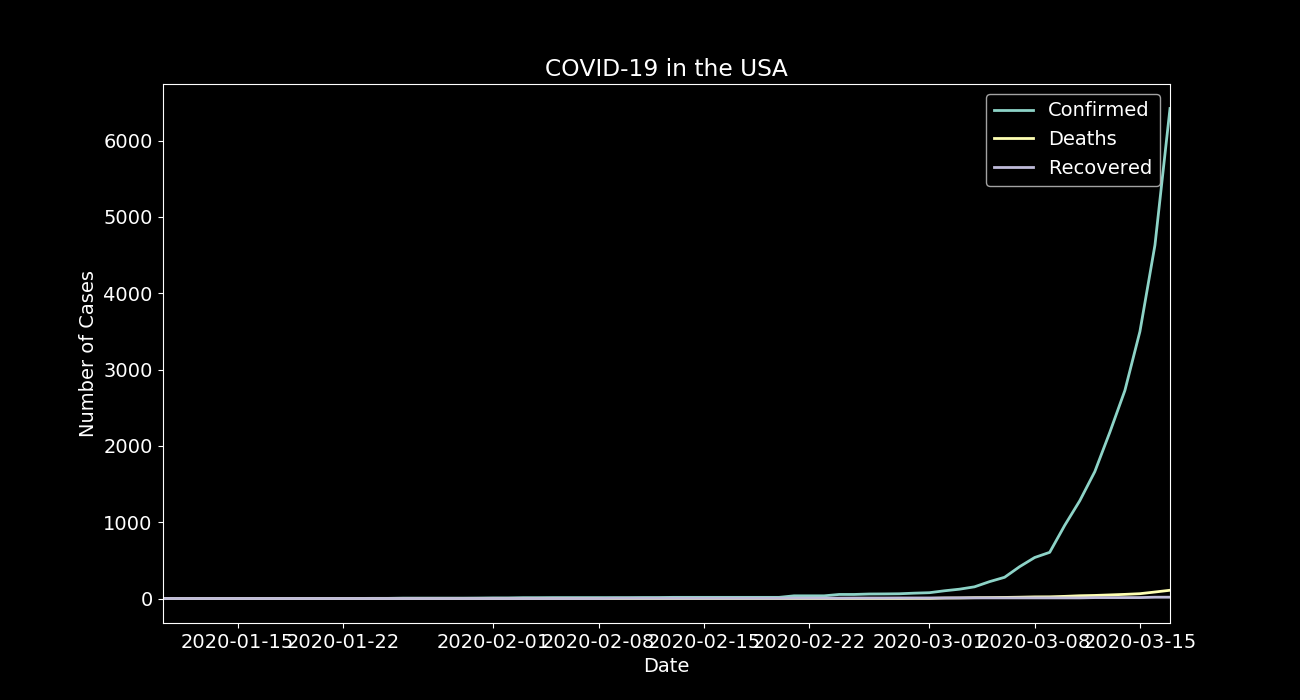 COVID-19 in the USA
Confirmed
Deaths
Recovered
Number of Cases
6000
5000
4000
3000
2000
1000
0
2020-01-15
2020-01-22
2020-02-01
2020-02-08
2020-02-15
2020-02-22
2020-03-01
2020-03-08
2020-03-15
Date